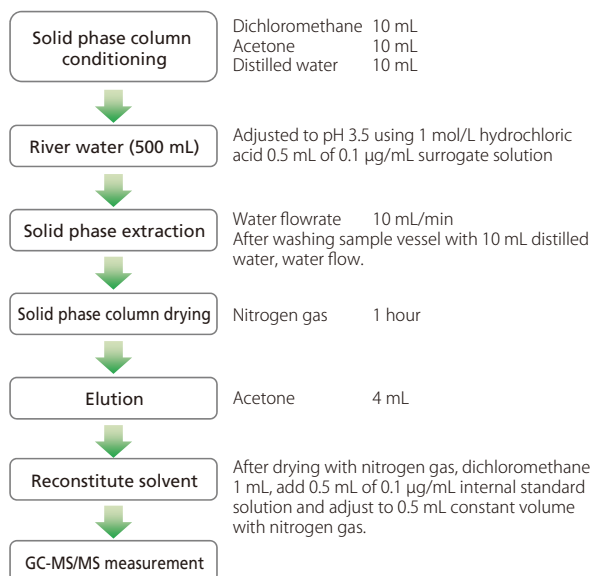 Solid phase column
conditioning
Dichloromethane 10 mL
Acetone 10 mL
Distilled water 10 mL
River water (500 mL)
Adjusted to pH 3.5 using 1 mol/L hydrochloric
acid 0.5 mL of 0.1 µg/mL surrogate solution
Solid phase extraction
Water flowrate 10 mL/min
After washing sample vessel with 10 mL distilled
water, water flow.
Solid phase column drying
Nitrogen gas 1 hour
Elution
Acetone 4 mL
Reconstitute solvent
After drying with nitrogen gas, dichloromethane
1 mL, add 0.5 mL of 0.1 µg/mL internal standard
solution and adjust to 0.5 mL constant volume
with nitrogen gas.
GC-MS/MS measurement